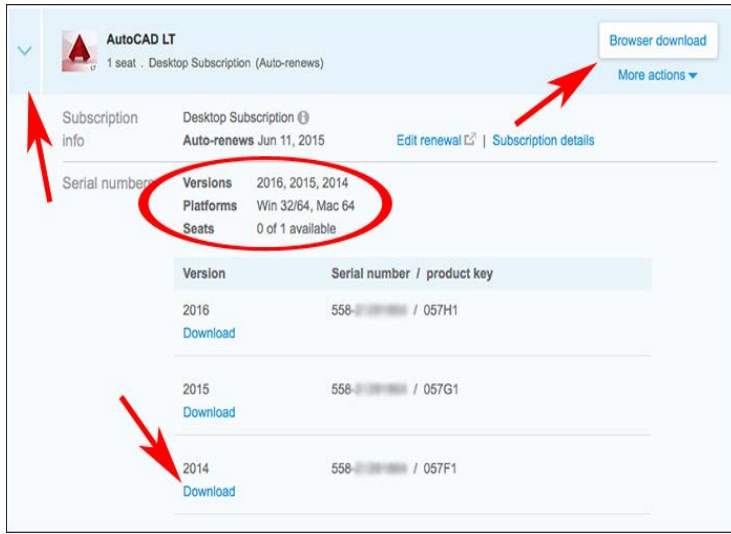 AutoCAD LT
1 seat . Desktop Subscription (Auto-renews)
Browser download
More actions
Subscription info
Desktop Subscription
Auto-renews Jun 11, 2015
Edit renewal | Subscription details
Serial numbers
Versions 2016, 2015, 2014
Platforms Win 32/64, Mac 64
Seats 0 of 1 available
Version Serial number / product key
2016 558- / 057H1
Download
2015 558- / 057G1
Download
2014 558- / 057F1
Download